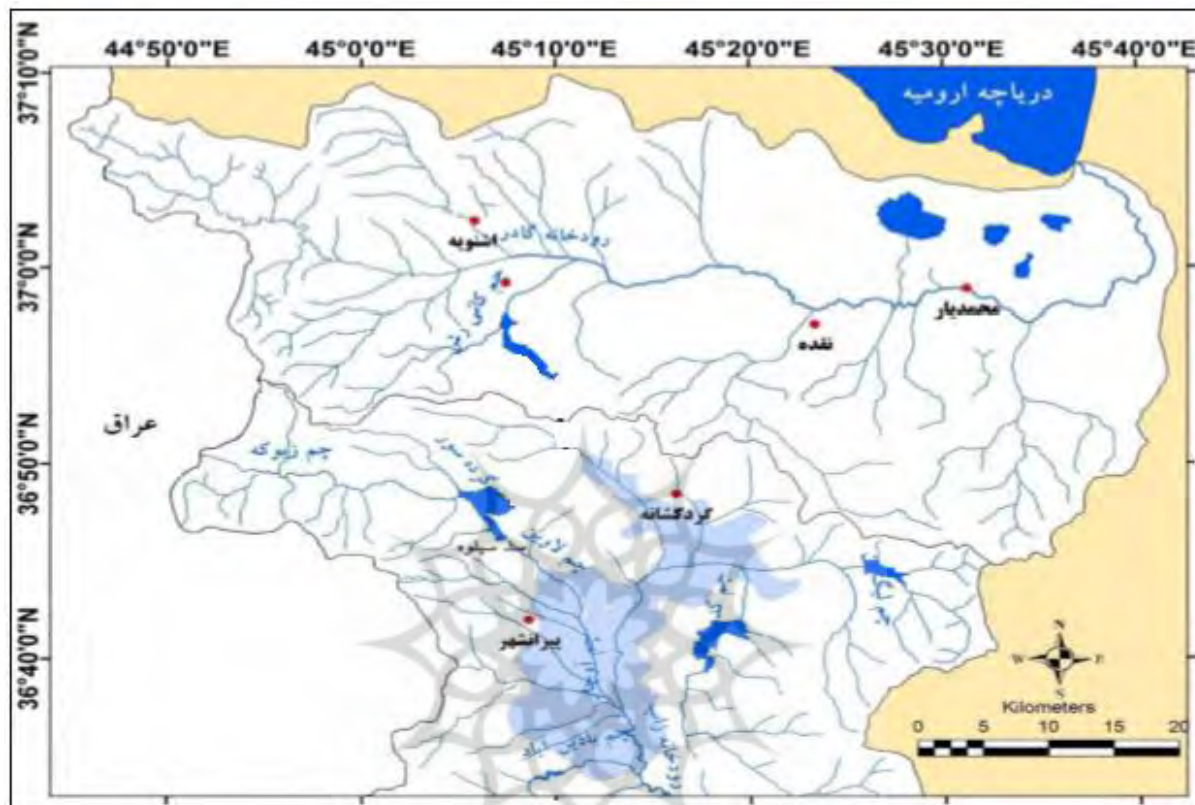 44°50'0"E 45°0'0"E 45°10'0"E 45°20'0"E 45°30'0"E 45°40'0"E
37°10'0"N
دریاچه ارومیه
اشنویه
رودخانه گادر
37°0'0"N
محمدیار
نقده
عراق
چم زیوکه
36°50'0"N
گردکشانه
سد سیلوه
پیرانشهر
36°40'0"N
N
W E
S
Kilometers
0 5 10 15 20